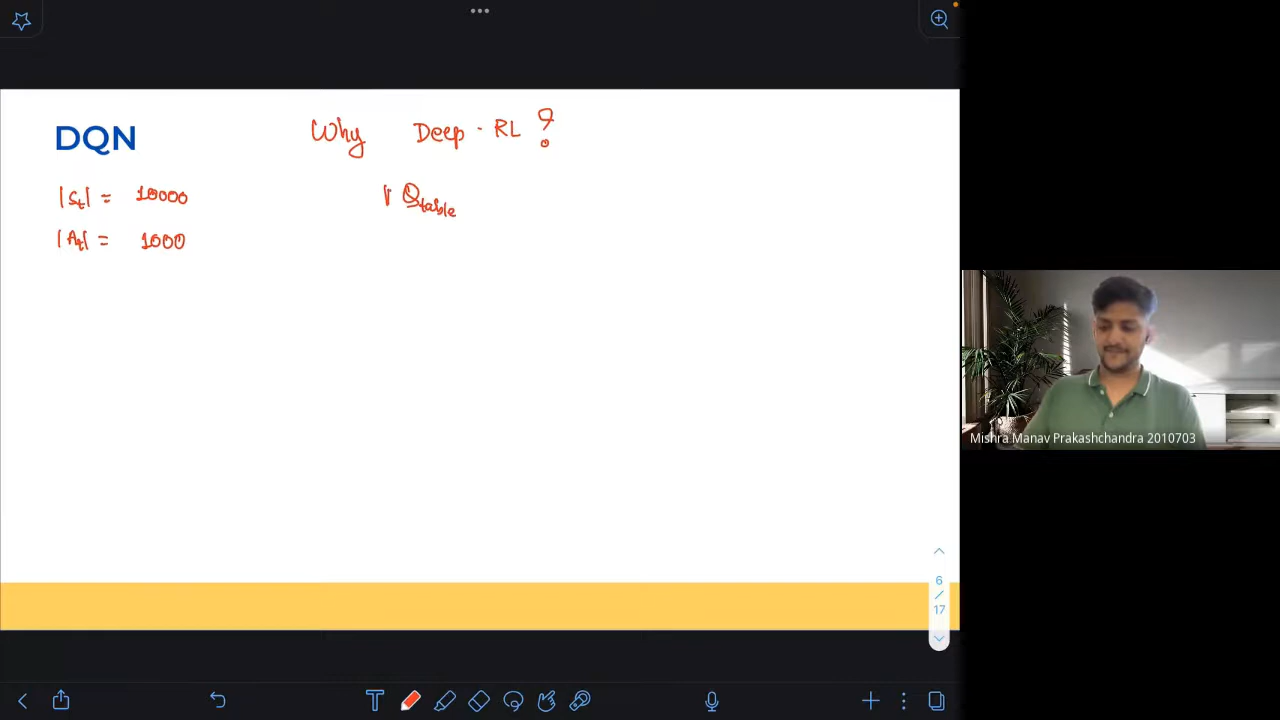 DQN
Why Deep-RL ?
|St| = 10000
| Qtable
|At| = 1000
Mishra Manav Prakashchandra 2010703
6
/
17
T